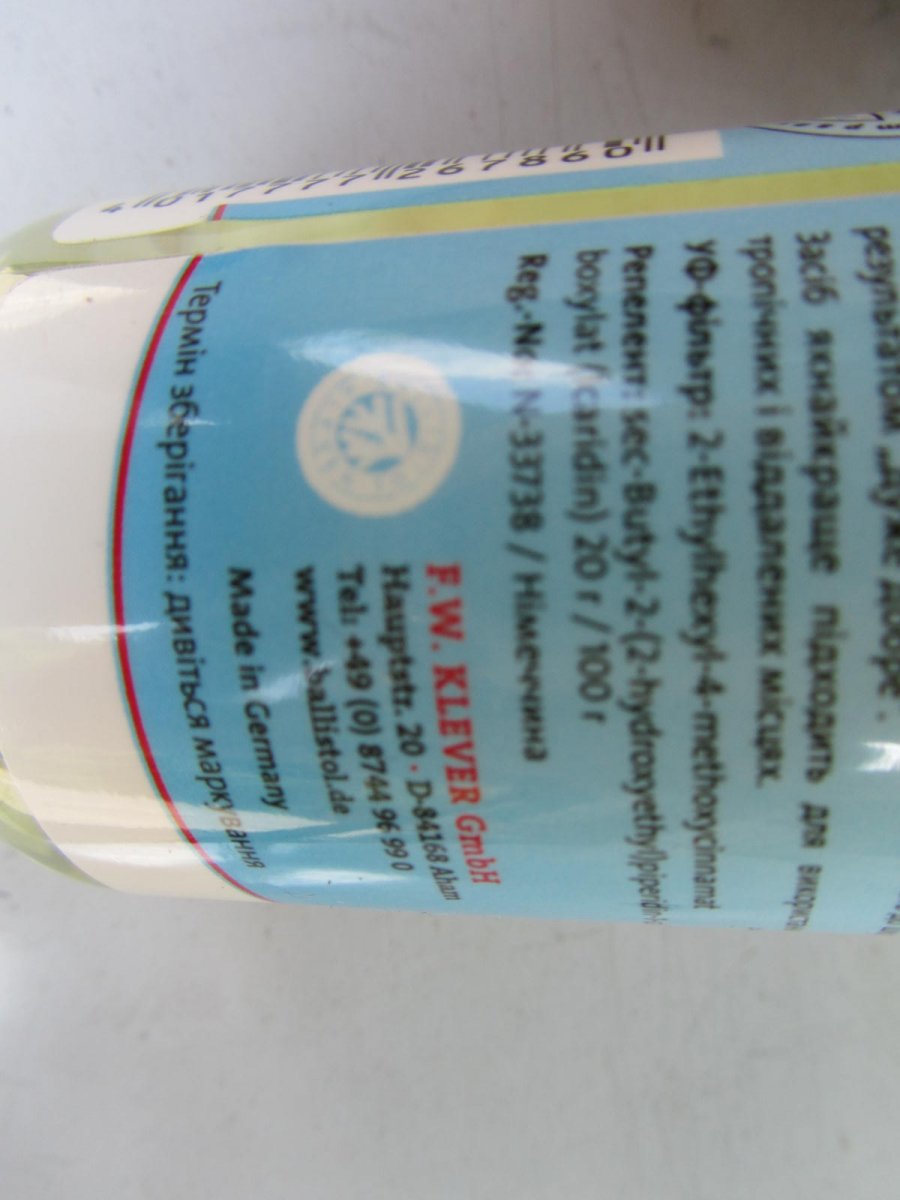 результатом „дуже добре".
Засіб якнайкраще підходить для
тропічних і віддалених місцях.
УФ-фільтр: 2-Ethylhexyl-4-methoxycinnamat
Репелент: sec-Butyl-2-(2-hydroxyethyl)piperidin-
boxylat (Icaridin) 20 г / 100 г
Reg.-No.: N-33738 / Німеччина
F.W. KLEVER GmbH
Hauptstr. 20 · D-84168 Aham
Tel.: +49 (0) 8744 96 99 0
www.ballistol.de
Made in Germany
Термін зберігання: дивіться маркування